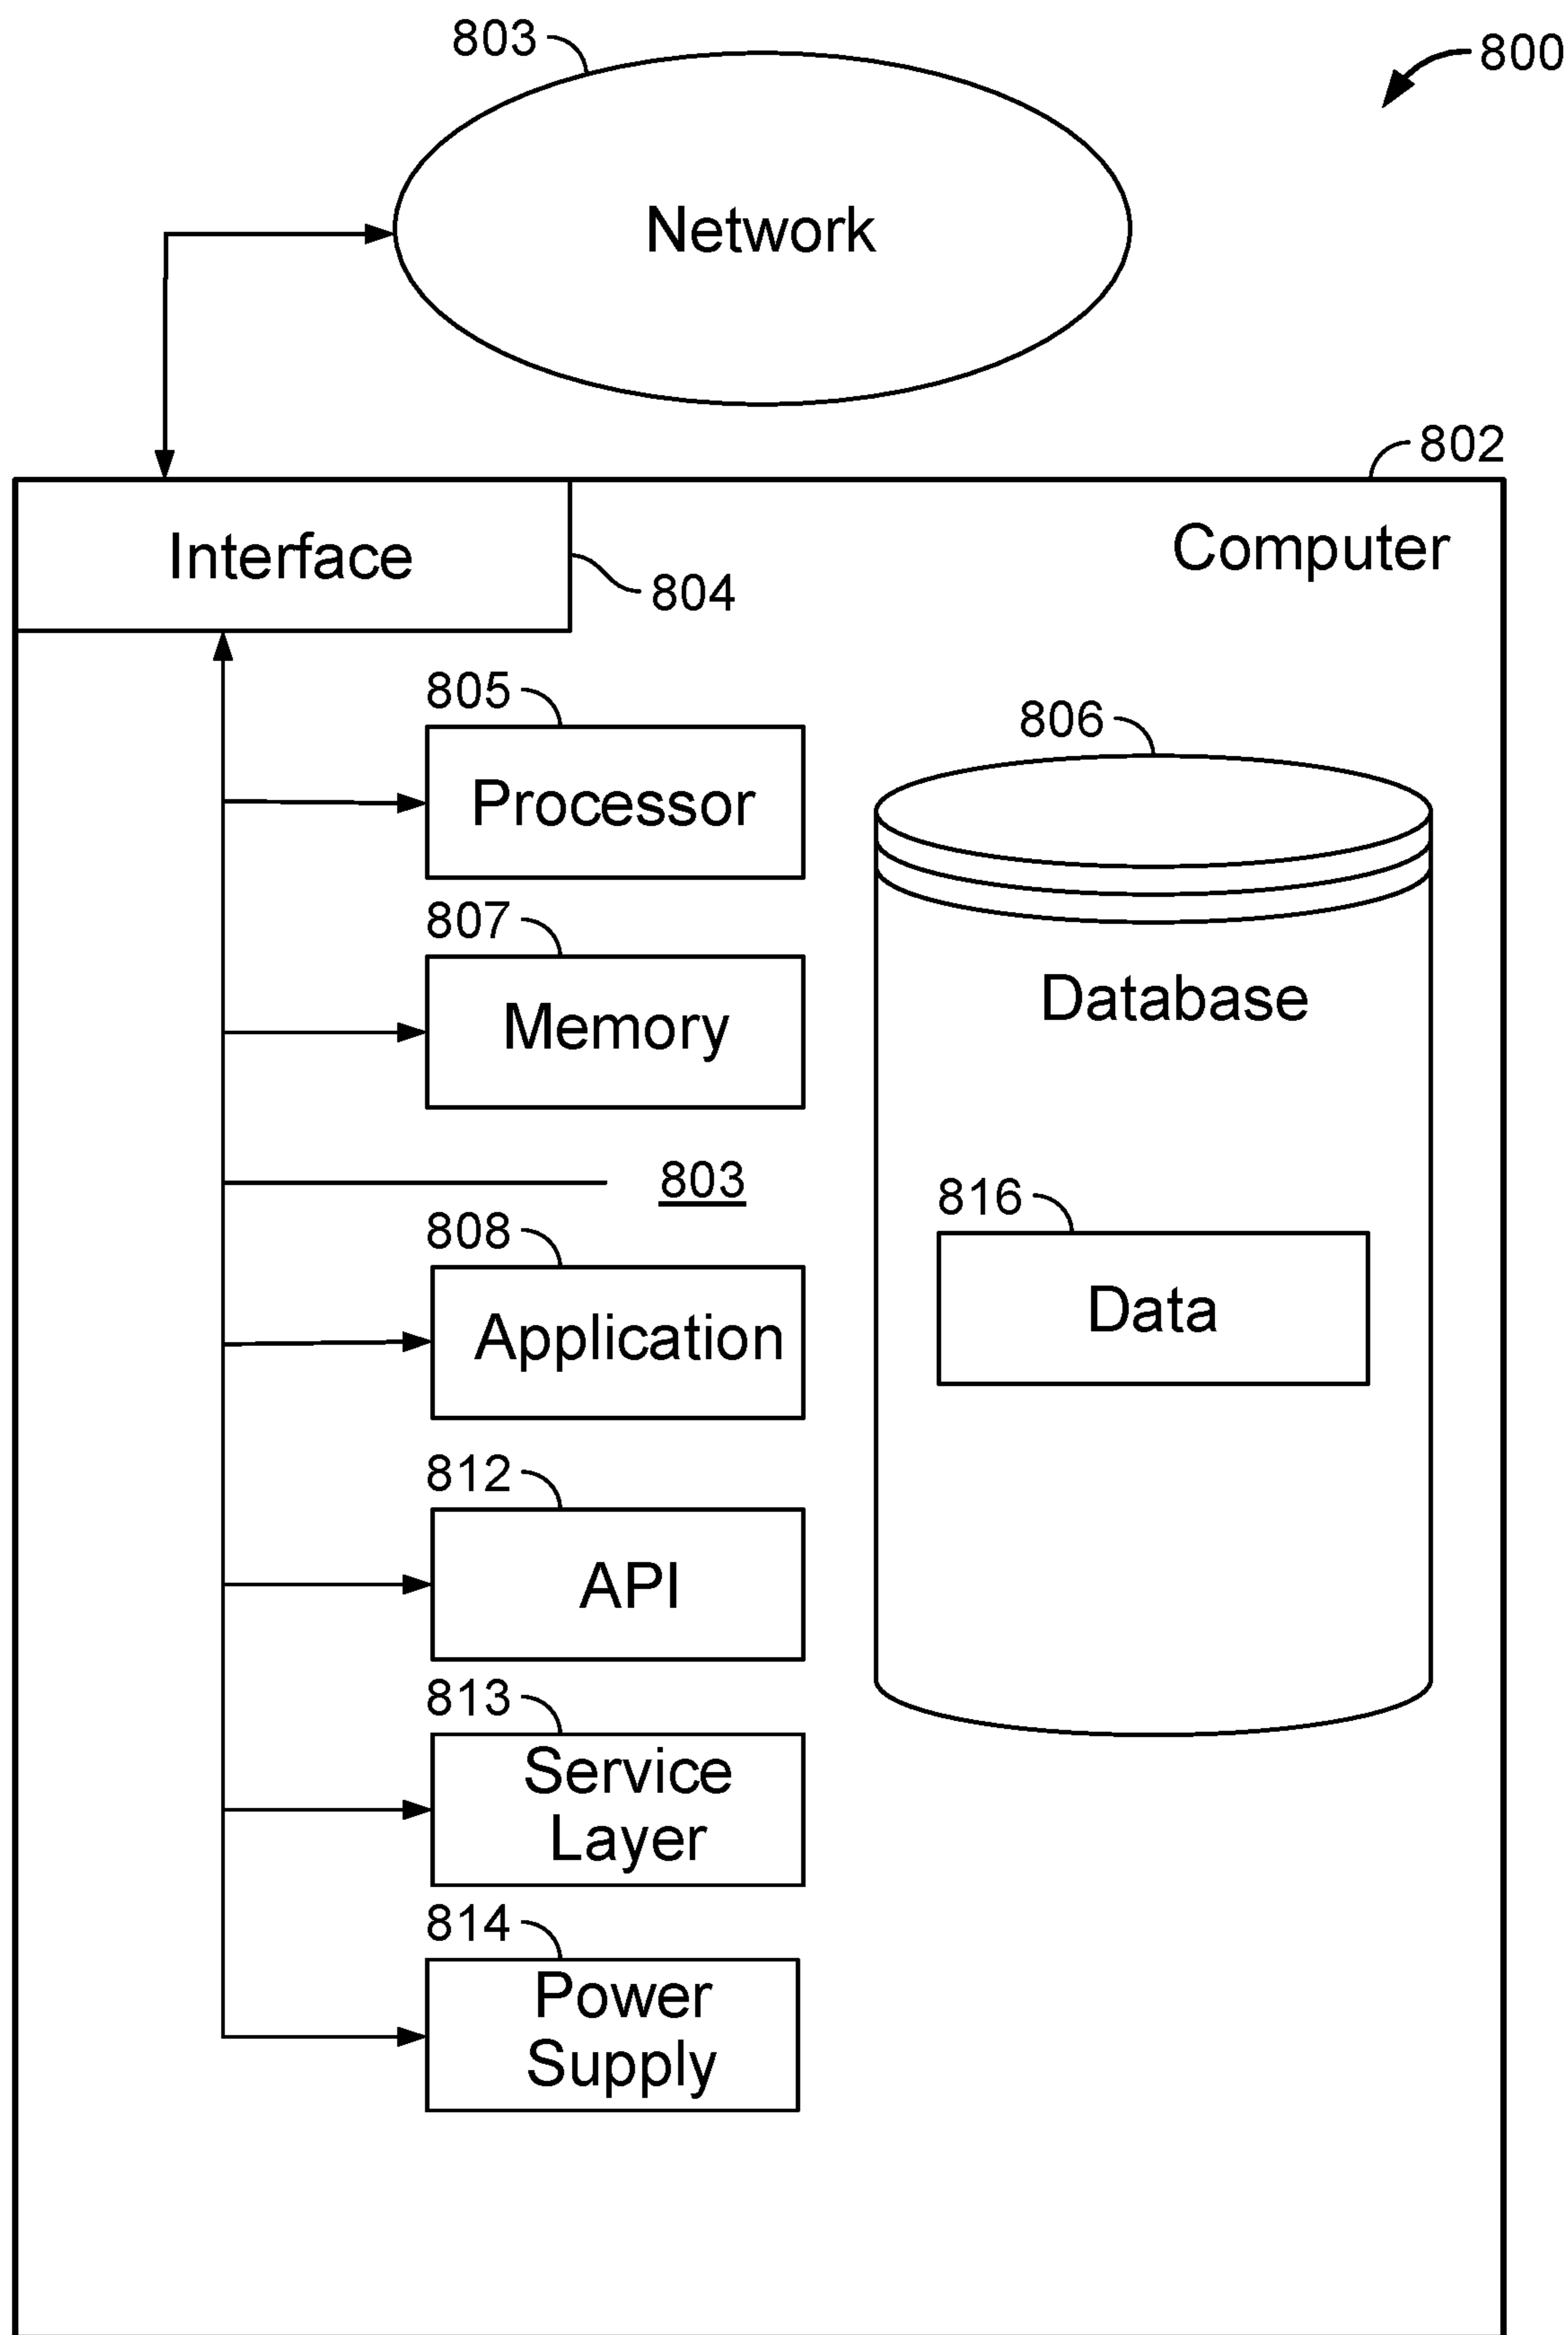 803
800
Network
802
Interface
Computer
804
805
Processor
806
807
Memory
Database
803
816
808
Application
Data
812
API
813
Service
Layer
814
Power
Supply